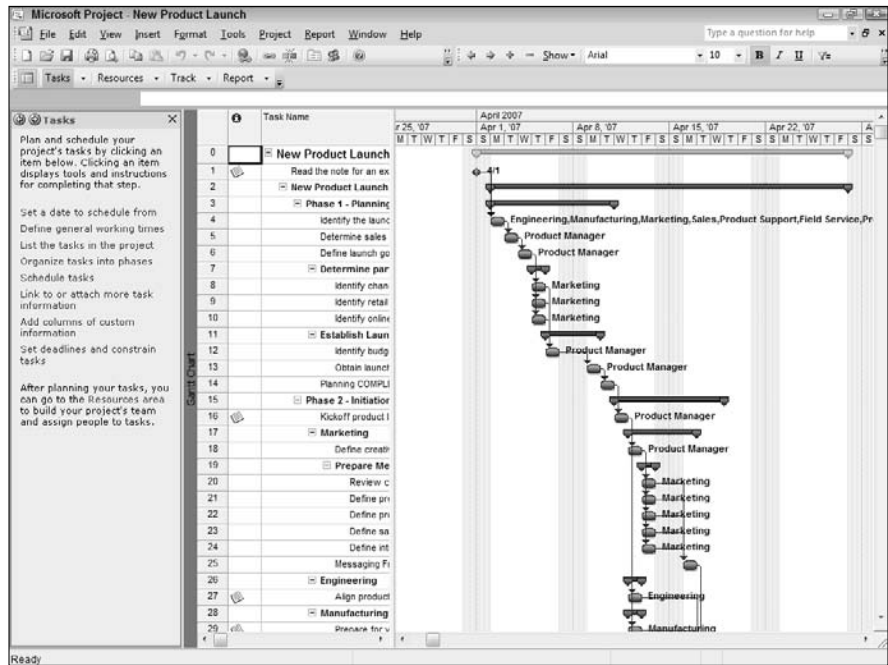 Microsoft Project - New Product Launch
File Edit View Insert Format Tools Project Report Window Help
Type a question for help
Show Arial 10 B I U
Tasks Resources Track Report
Tasks
Plan and schedule your
project's tasks by clicking an
item below. Clicking an item
displays tools and instructions
for completing that step.
Set a date to schedule from
Define general working times
List the tasks in the project
Organize tasks into phases
Schedule tasks
Link to or attach more task
information
Add columns of custom
information
Set deadlines and constrain
tasks
After planning your tasks, you
can go to the Resources area
to build your project's team
and assign people to tasks.
Gantt Chart
Task Name
April 2007
r 25, '07 Apr 1, '07 Apr 8, '07 Apr 15, '07 Apr 22, '07 A
M T W T F S S M T W T F S S M T W T F S S M T W T F S S M T W T F S S
0 New Product Launch
1 Read the note for an ex 4/1
2 New Product Launch
3 Phase 1 - Planning
4 Identify the launc Engineering,Manufacturing,Marketing,Sales,Product Support,Field Service,Pr
5 Determine sales Product Manager
6 Define launch go Product Manager
7 Determine par
8 Identify chan Marketing
9 Identify retail Marketing
10 Identify online Marketing
11 Establish Laun
12 Identify budg Product Manager
13 Obtain launch Product Manager
14 Planning COMPL
15 Phase 2 - Initiation
16 Kickoff product l Product Manager
17 Marketing
18 Define creativ Product Manager
19 Prepare Me
20 Review c Marketing
21 Define pr Marketing
22 Define pr Marketing
23 Define sa Marketing
24 Define int Marketing
25 Messaging Fi
26 Engineering
27 Align product Engineering
28 Manufacturing
29 Prepare for v Manufacturing
Ready